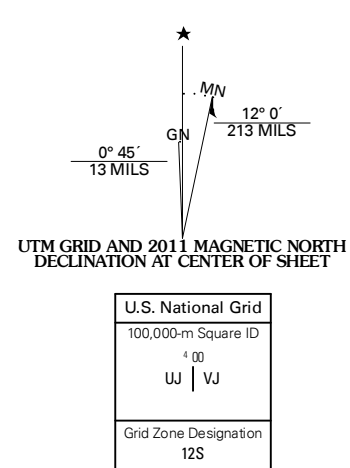 ★
MN
GN
12° 0´
213 MILS
0° 45´
13 MILS
UTM GRID AND 2011 MAGNETIC NORTH
DECLINATION AT CENTER OF SHEET
U.S. National Grid
100,000-m Square ID
4 00
UJ VJ
Grid Zone Designation
12S